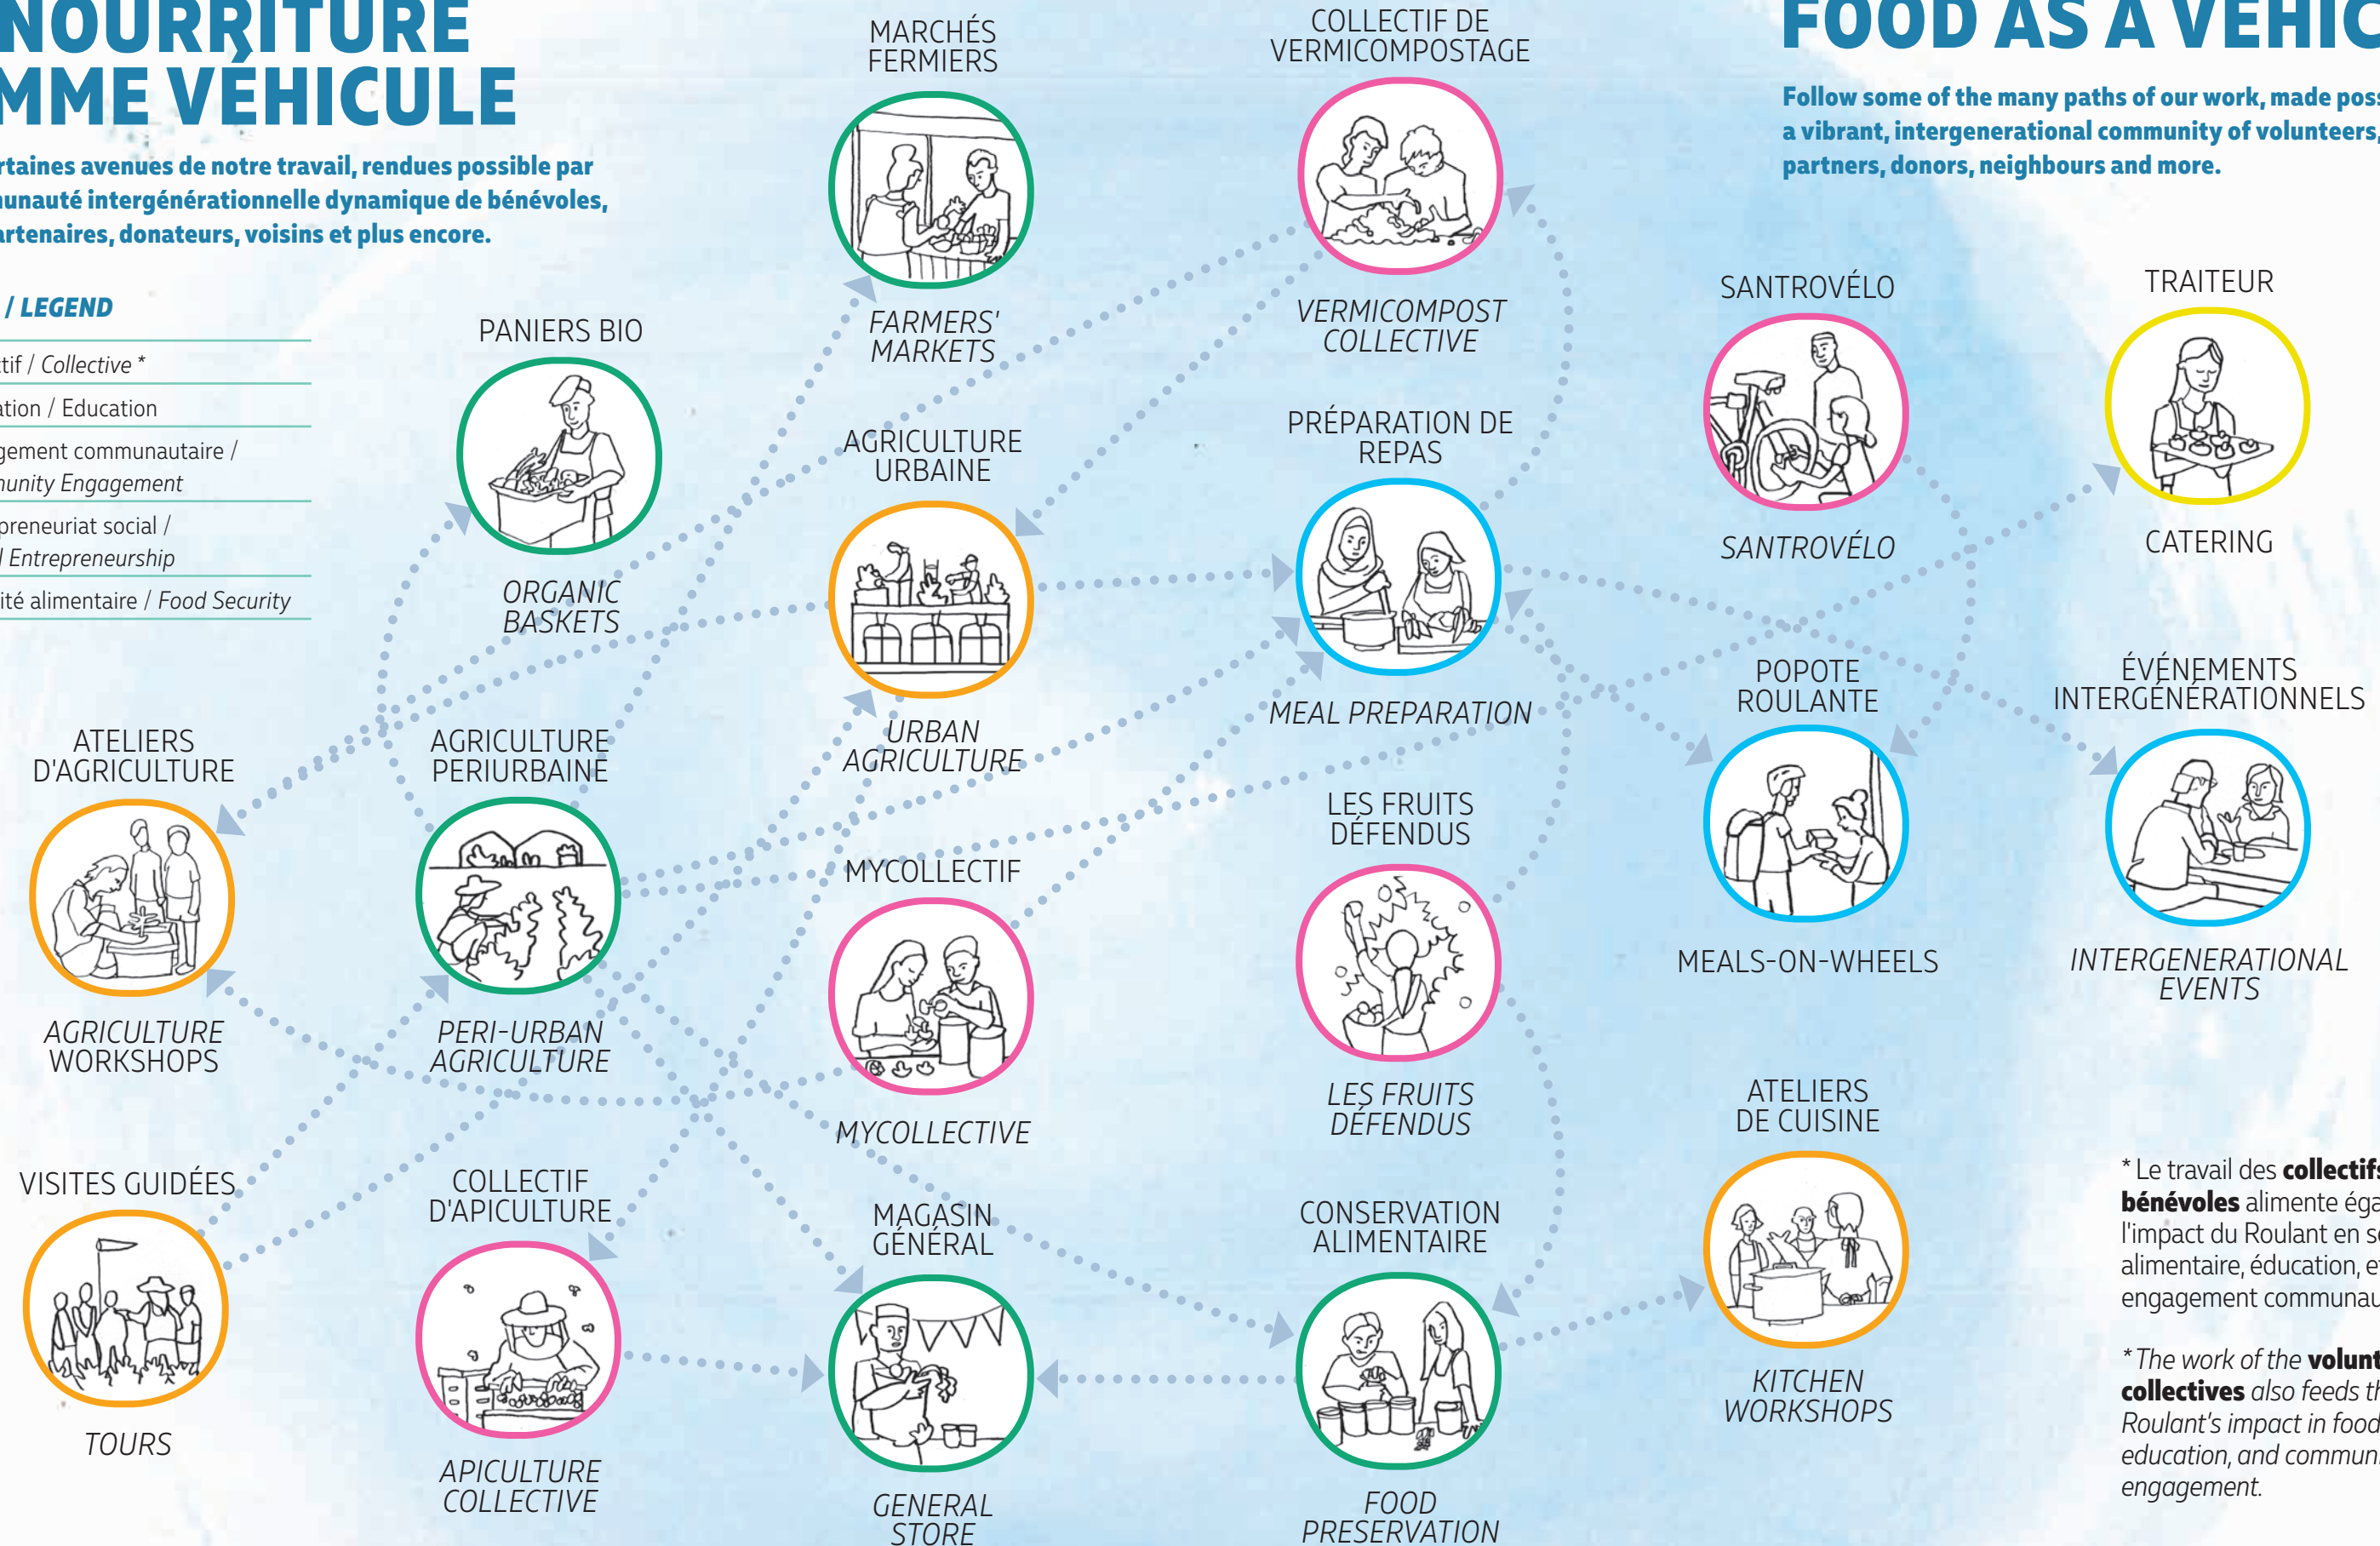 NOURRITURE
MME VÉHICULE
rtaines avenues de notre travail, rendues possible par
unauté intergénérationnelle dynamique de bénévoles,
artenaires, donateurs, voisins et plus encore.
/ LEGEND
tif / Collective *
ation / Education
gement communautaire /
unity Engagement
preneuriat social /
l Entrepreneurship
ité alimentaire / Food Security
FOOD AS A VEHIC
Follow some of the many paths of our work, made poss
a vibrant, intergenerational community of volunteers,
partners, donors, neighbours and more.
MARCHÉS
FERMIERS
FARMERS'
MARKETS
COLLECTIF DE
VERMICOMPOSTAGE
VERMICOMPOST
COLLECTIVE
SANTROVÉLO
SANTROVÉLO
TRAITEUR
CATERING
PANIERS BIO
ORGANIC
BASKETS
AGRICULTURE
URBAINE
URBAN
AGRICULTURE
PRÉPARATION DE
REPAS
MEAL PREPARATION
POPOTE
ROULANTE
MEALS-ON-WHEELS
ÉVÉNEMENTS
INTERGÉNÉRATIONNELS
INTERGENERATIONAL
EVENTS
ATELIERS
D'AGRICULTURE
AGRICULTURE
WORKSHOPS
AGRICULTURE
PERIURBAINE
PERI-URBAN
AGRICULTURE
MYCOLLECTIF
MYCOLLECTIVE
LES FRUITS
DÉFENDUS
LES FRUITS
DÉFENDUS
ATELIERS
DE CUISINE
KITCHEN
WORKSHOPS
VISITES GUIDÉES
TOURS
COLLECTIF
D'APICULTURE
APICULTURE
COLLECTIVE
MAGASIN
GÉNÉRAL
GENERAL
STORE
CONSERVATION
ALIMENTAIRE
FOOD
PRESERVATION
* Le travail des collectifs
bénévoles alimente éga
l'impact du Roulant en sé
alimentaire, éducation, et
engagement communau
* The work of the volunt
collectives also feeds th
Roulant's impact in food
education, and commun
engagement.